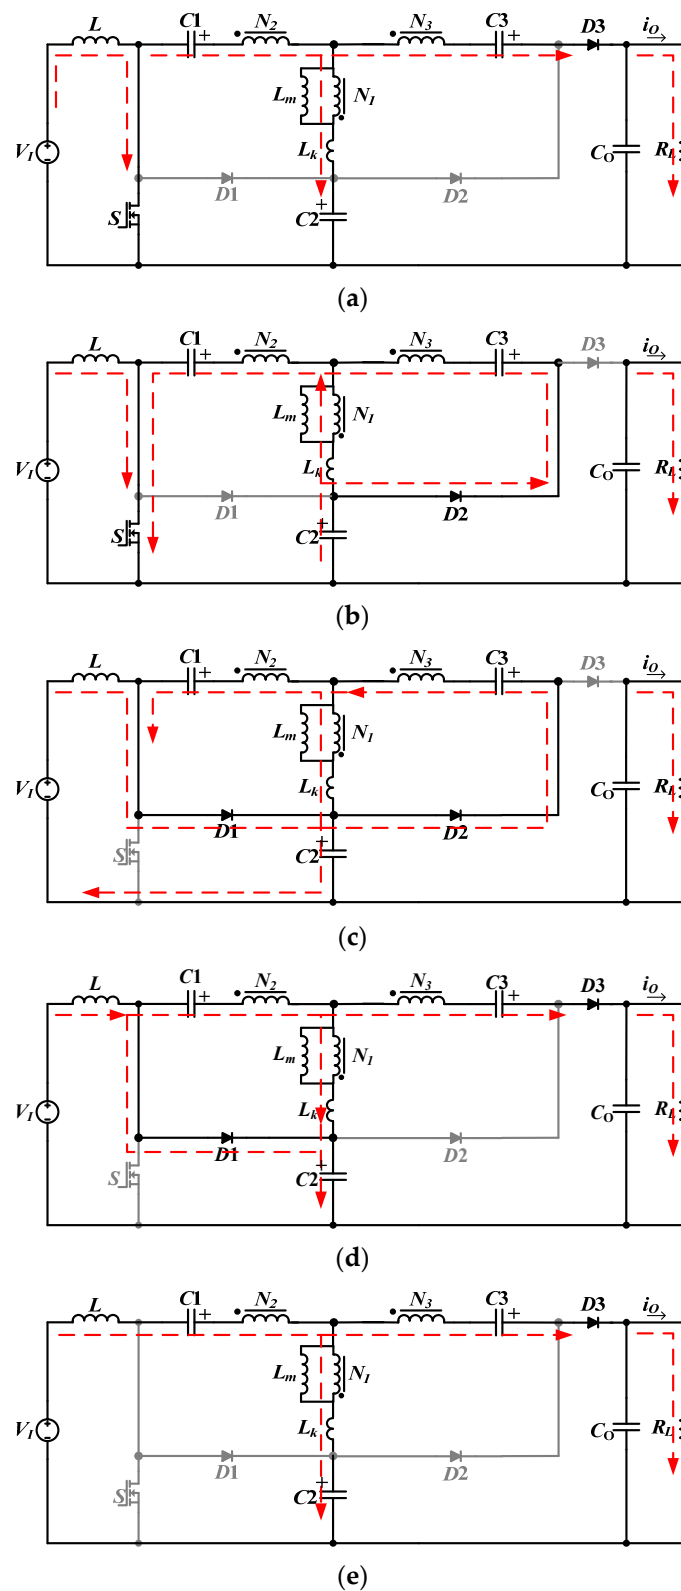 L C1 + N2 N3 C3 + D3 iO
Lm N1
VI + − Lk CO RL
D1 D2
S C2 +
(a)
L C1 + N2 N3 C3 + D3 iO
Lm N1
VI + − Lk CO RL
D1 D2
S C2 +
(b)
L C1 + N2 N3 C3 + D3 iO
Lm N1
VI + − Lk CO RL
D1 D2
S C2 +
(c)
L C1 + N2 N3 C3 + D3 iO
Lm N1
VI + − Lk CO RL
D1 D2
S C2 +
(d)
L C1 + N2 N3 C3 + D3 iO
Lm N1
VI + − Lk CO RL
D1 D2
S C2 +
(e)